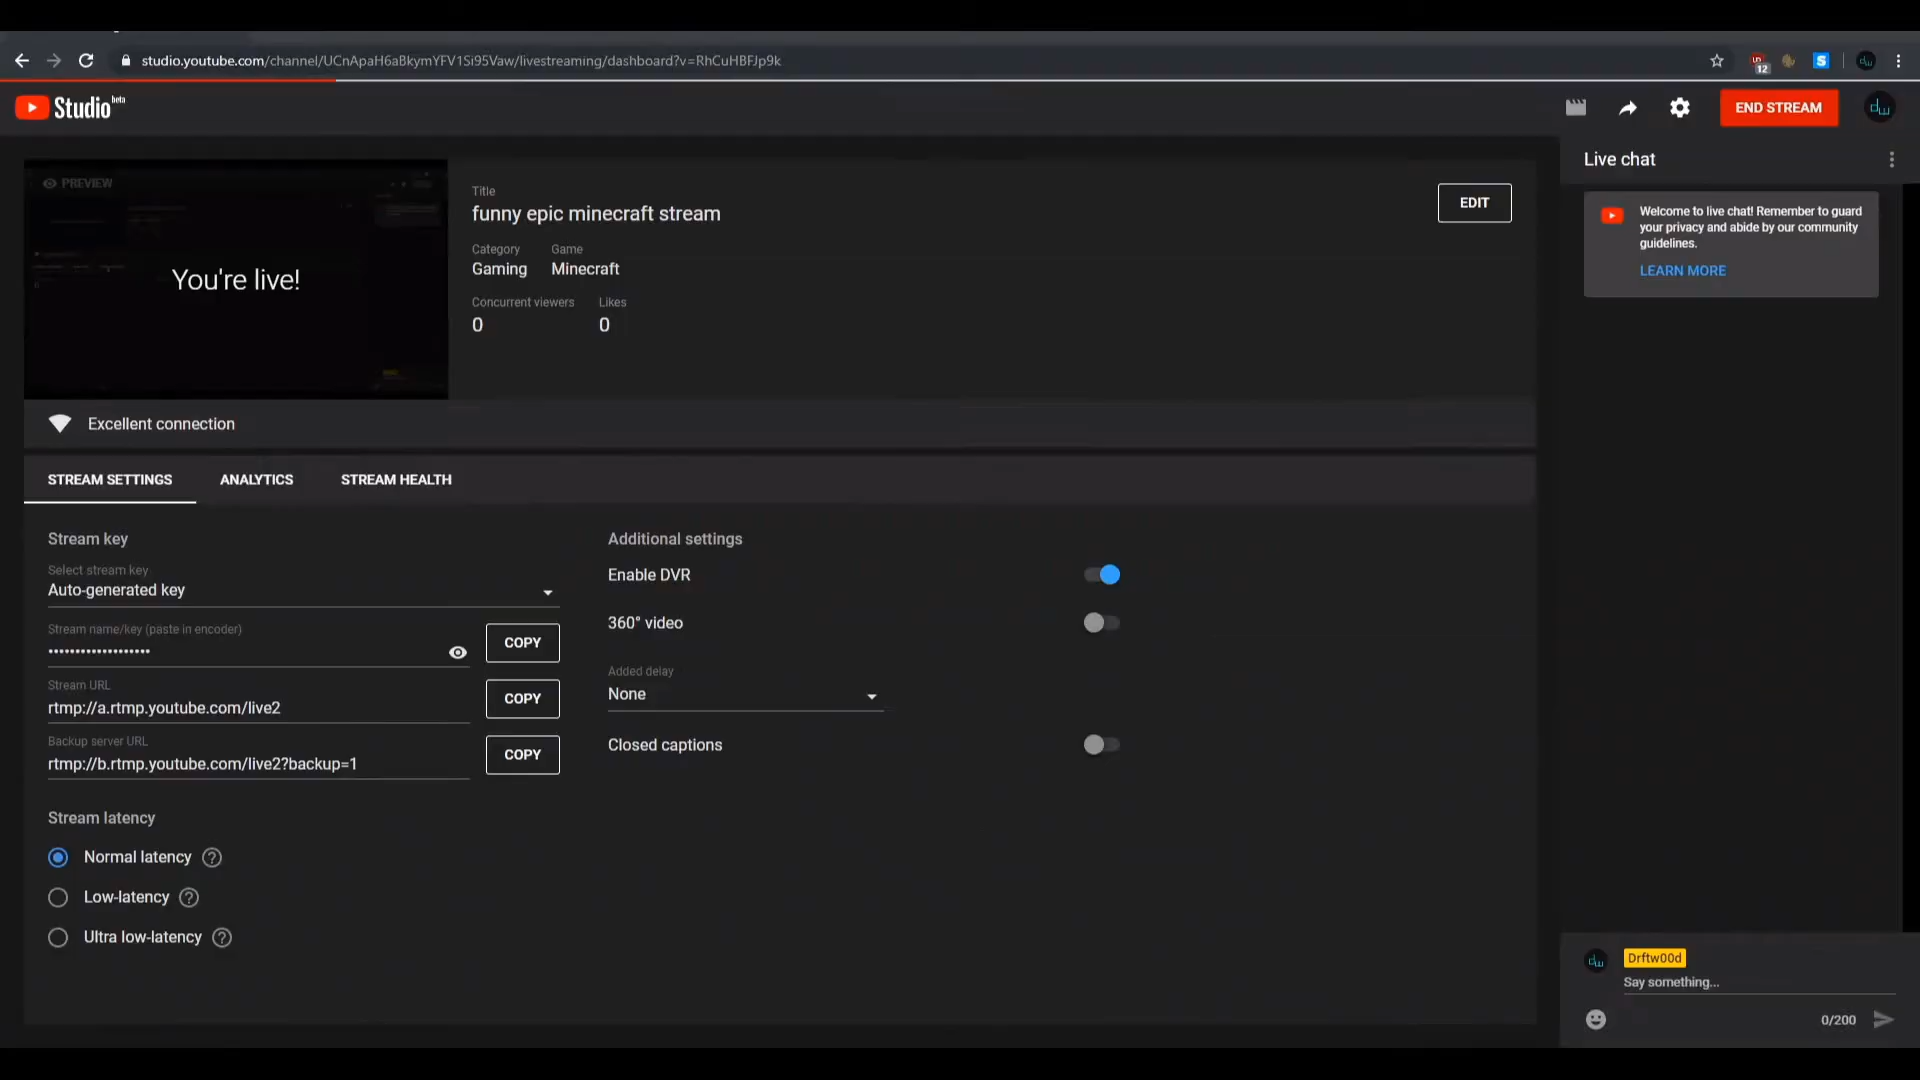 studio.youtube.com/channel/UCnApaH6aBkymYFV1Si95Vaw/livestreaming/dashboard?v=RhCuHBFJp9k
12
S
dw
Studio beta
END STREAM
dw
PREVIEW
You're live!
Title
funny epic minecraft stream
EDIT
Category Game
Gaming Minecraft
Concurrent viewers Likes
0 0
Live chat
Welcome to live chat! Remember to guard
your privacy and abide by our community
guidelines.
LEARN MORE
Excellent connection
STREAM SETTINGS ANALYTICS STREAM HEALTH
Stream key
Select stream key
Auto-generated key
Stream name/key (paste in encoder)
•••••••••••••••••••
COPY
Stream URL
rtmp://a.rtmp.youtube.com/live2
COPY
Backup server URL
rtmp://b.rtmp.youtube.com/live2?backup=1
COPY
Stream latency
Normal latency ?
Low-latency ?
Ultra low-latency ?
Additional settings
Enable DVR
360° video
Added delay
None
Closed captions
dw
Drftw00d
Say something...
0/200